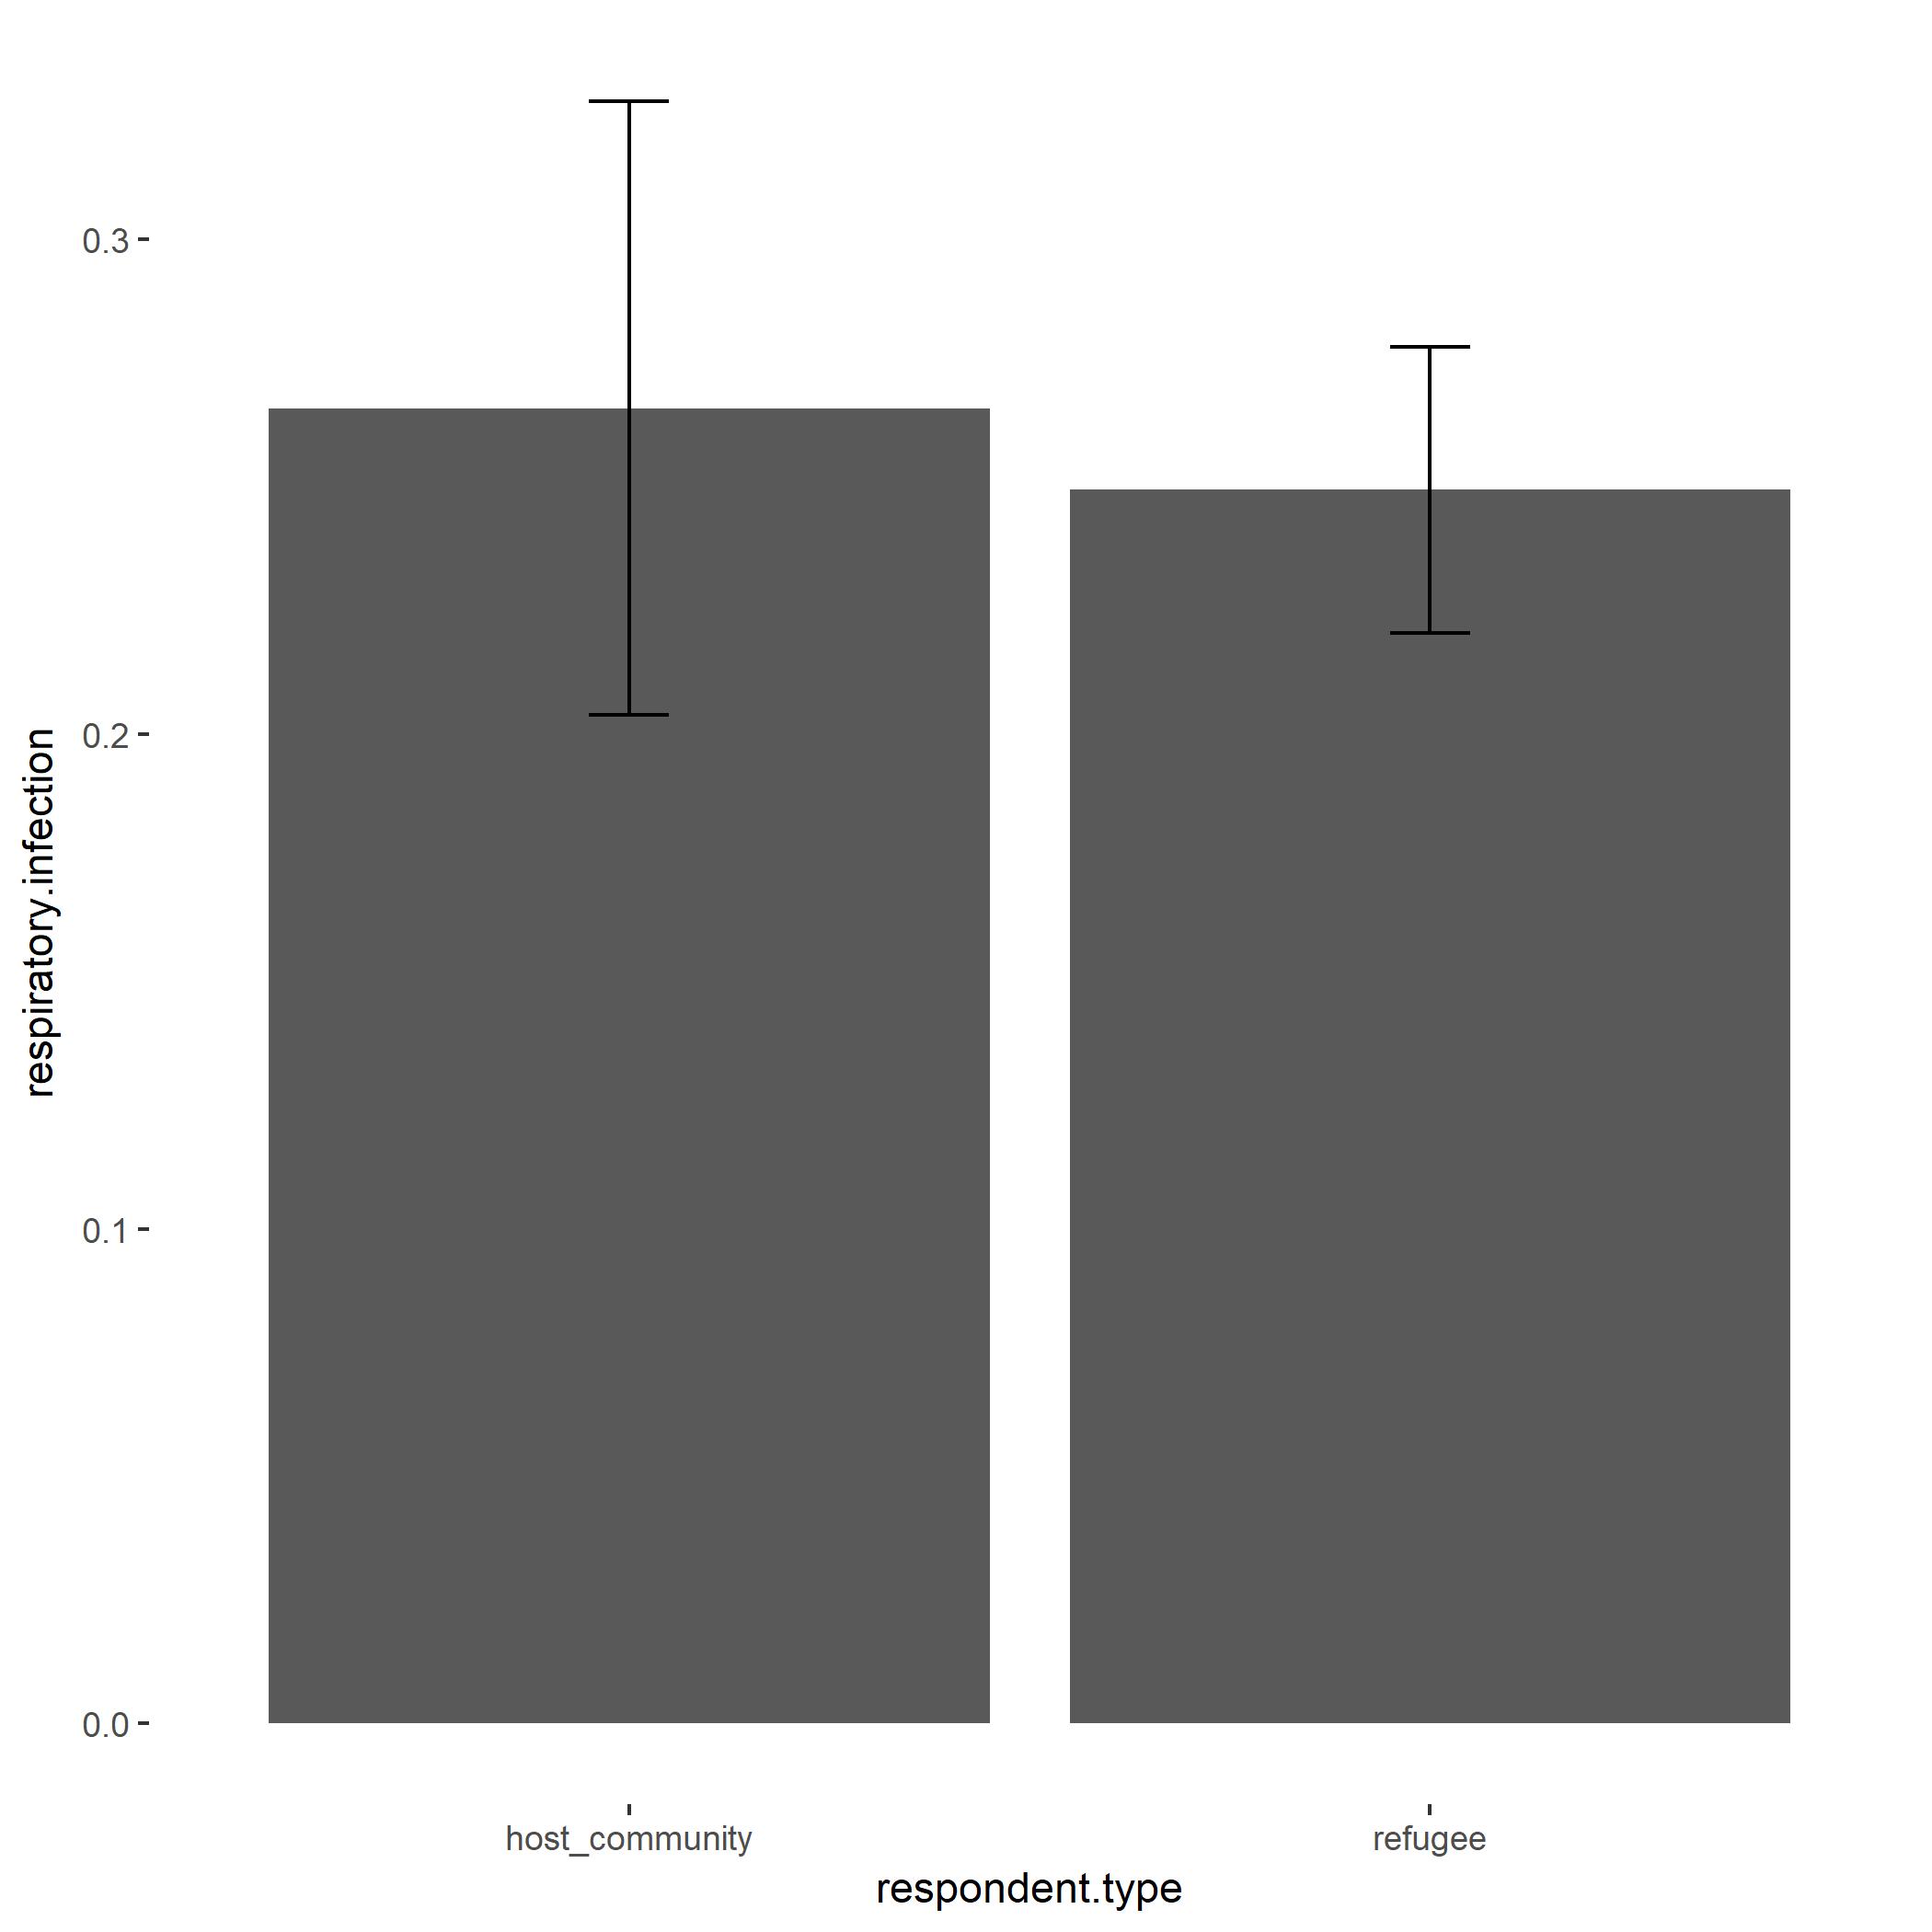 0.3
0.2
0.1
0.0
respiratory.infection
host_community
refugee
respondent.type